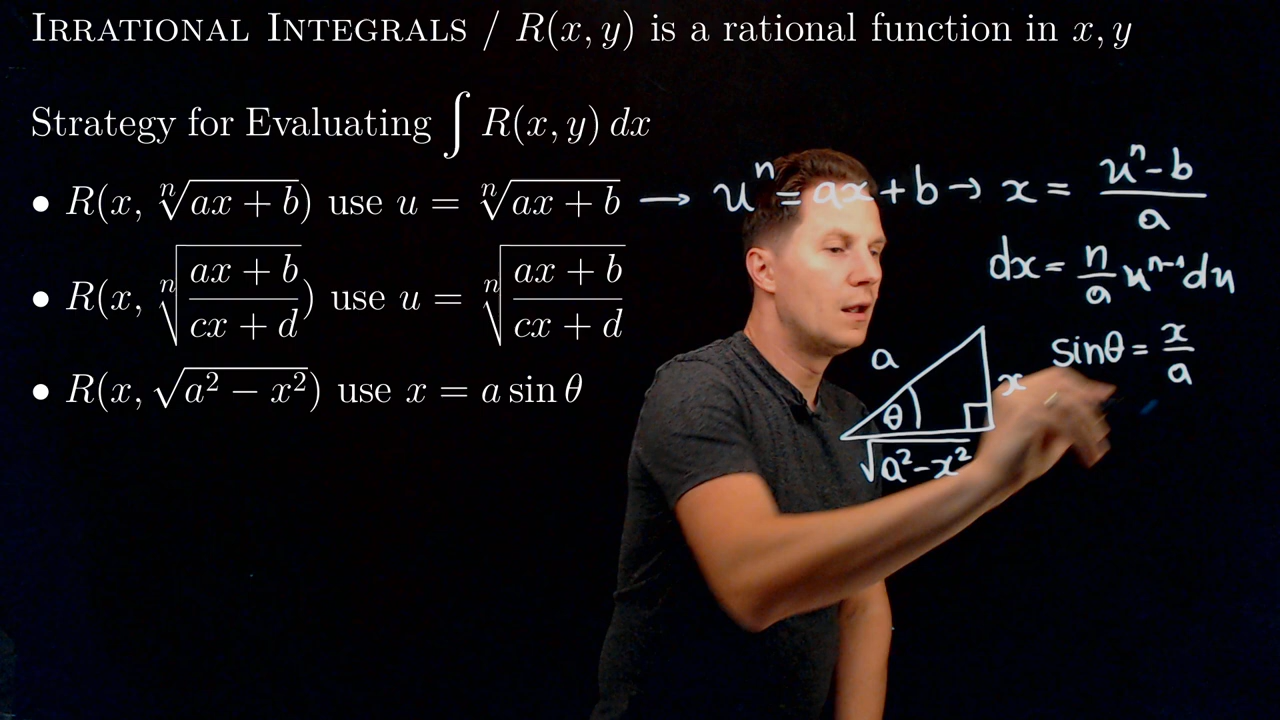 IRRATIONAL INTEGRALS / R(x, y) is a rational function in x, y
Strategy for Evaluating ∫ R(x, y) dx
• R(x, ⁿ√(ax + b)) use u = ⁿ√(ax + b) → uⁿ = ax + b → x = (uⁿ - b)/a
dx = n/a uⁿ⁻¹ du
• R(x, ⁿ√((ax + b)/(cx + d))) use u = ⁿ√((ax + b)/(cx + d))
• R(x, √(a² − x²)) use x = a sin θ
a
θ
x
√(a² - x²)
sinθ = x/a